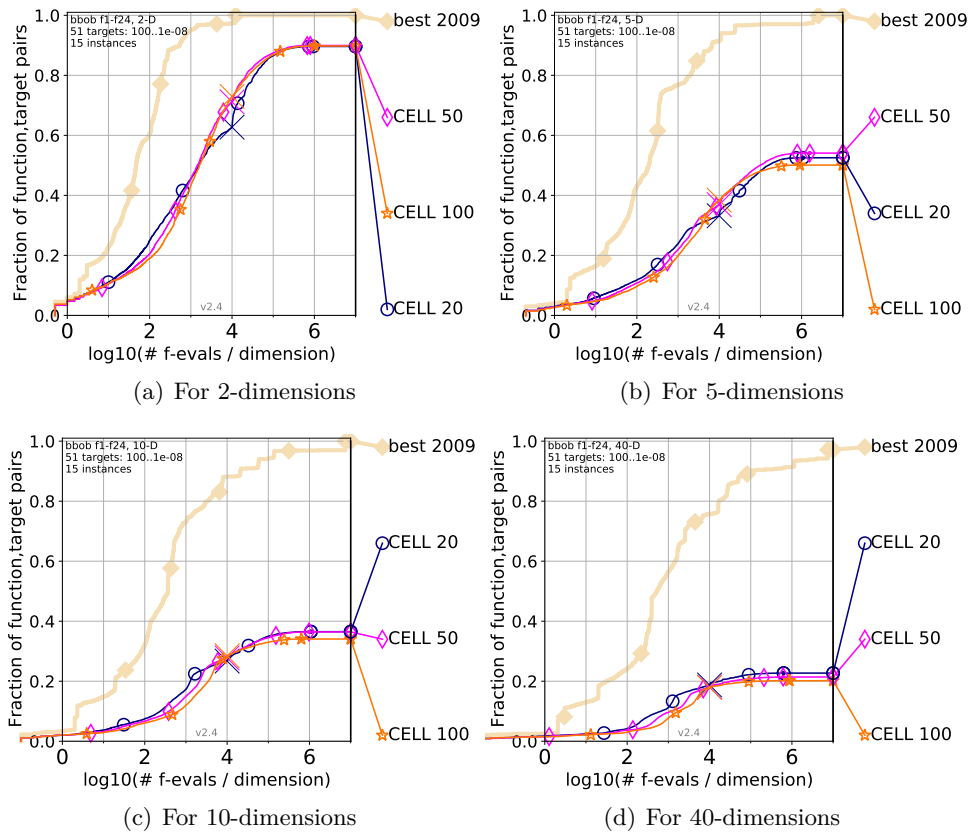 bbob f1-f24, 2-D
51 targets: 100..1e-08
15 instances
best 2009
CELL 50
CELL 100
CELL 20
Fraction of function,target pairs
1.0
0.8
0.6
0.4
0.2
0.0
v2.4
0 2 4 6
log10(# f-evals / dimension)
(a) For 2-dimensions
bbob f1-f24, 5-D
51 targets: 100..1e-08
15 instances
best 2009
CELL 50
CELL 20
CELL 100
Fraction of function,target pairs
1.0
0.8
0.6
0.4
0.2
0.0
v2.4
0 2 4 6
log10(# f-evals / dimension)
(b) For 5-dimensions
bbob f1-f24, 10-D
51 targets: 100..1e-08
15 instances
best 2009
CELL 20
CELL 50
CELL 100
Fraction of function,target pairs
1.0
0.8
0.6
0.4
0.2
0.0
v2.4
0 2 4 6
log10(# f-evals / dimension)
(c) For 10-dimensions
bbob f1-f24, 40-D
51 targets: 100..1e-08
15 instances
best 2009
CELL 20
CELL 50
CELL 100
Fraction of function,target pairs
1.0
0.8
0.6
0.4
0.2
0.0
v2.4
0 2 4 6
log10(# f-evals / dimension)
(d) For 40-dimensions